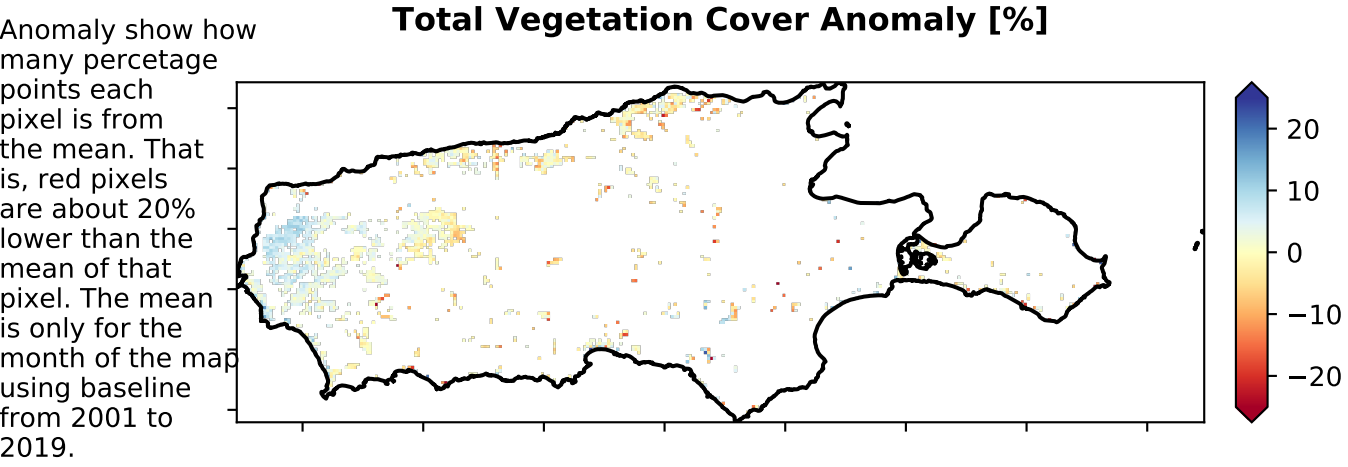 Total Vegetation Cover Anomaly [%]
Anomaly show how
many percetage
points each
pixel is from
the mean. That
is, red pixels
are about 20%
lower than the
mean of that
pixel. The mean
is only for the
month of the map
using baseline
from 2001 to
2019.
20
10
0
−10
−20